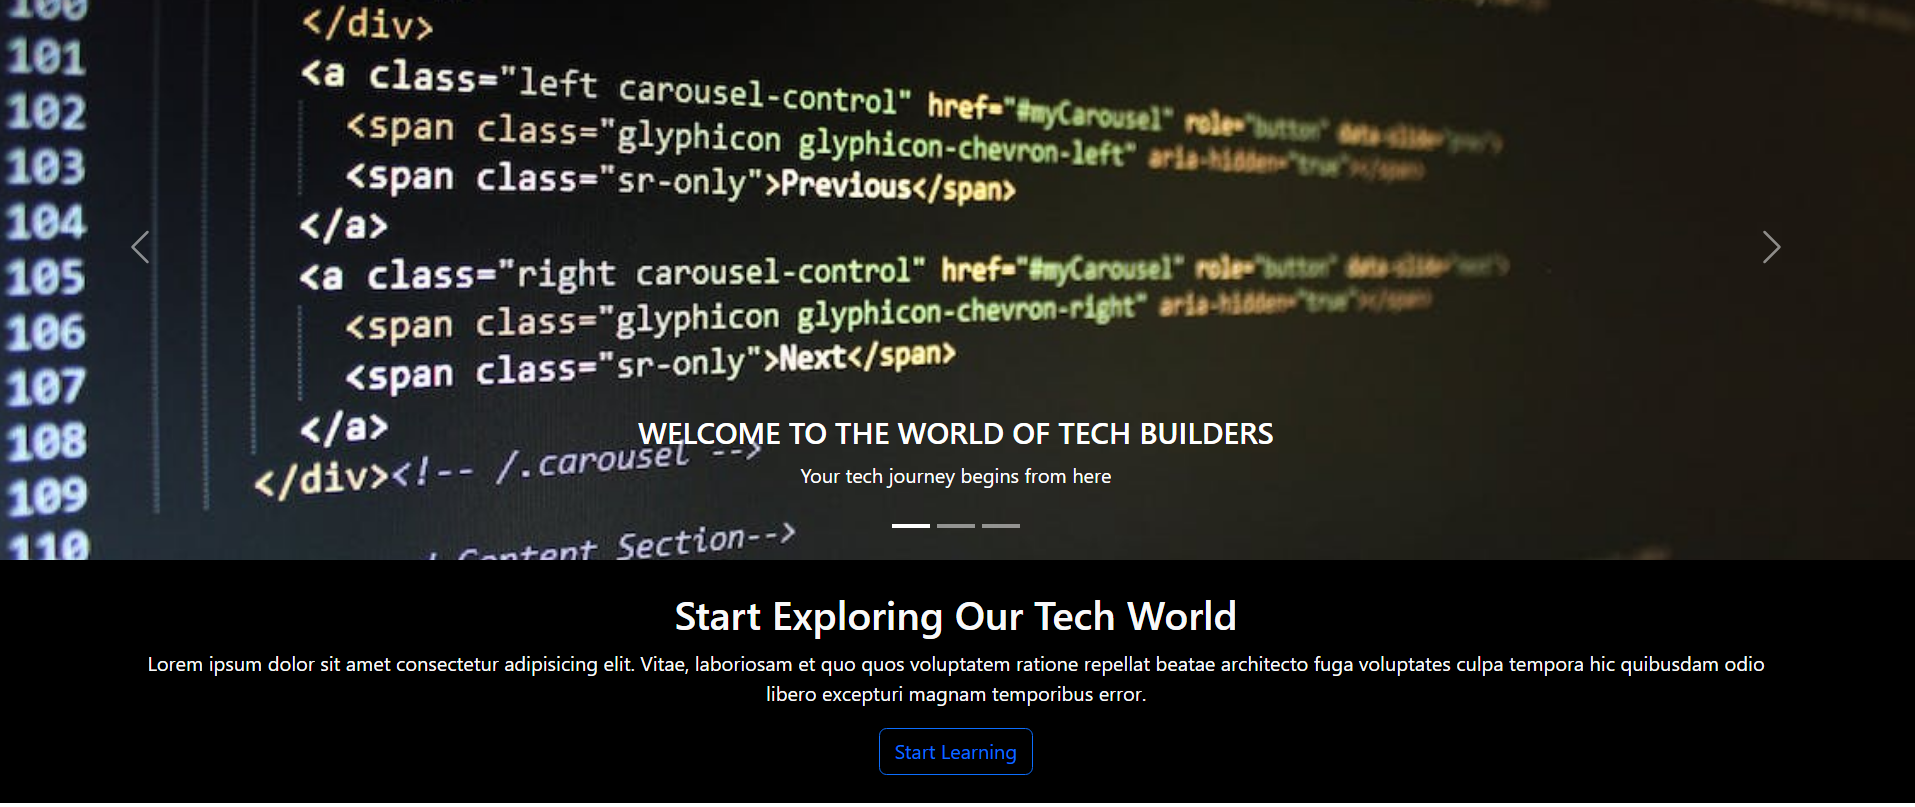 100
</div>
101
<a class="left carousel-control" href="#myCarousel" role="button" data-slide="prev">
102
<span class="glyphicon glyphicon-chevron-left" aria-hidden="true"></span>
103
<span class="sr-only">Previous</span>
104
</a>
105
<a class="right carousel-control" href="#myCarousel" role="button" data-slide="next">
106
<span class="glyphicon glyphicon-chevron-right" aria-hidden="true"></span>
107
<span class="sr-only">Next</span>
108
</a>
109
</div><!-- /.carousel -->
110
Content Section-->
WELCOME TO THE WORLD OF TECH BUILDERS
Your tech journey begins from here
Start Exploring Our Tech World
Lorem ipsum dolor sit amet consectetur adipisicing elit. Vitae, laboriosam et quo quos voluptatem ratione repellat beatae architecto fuga voluptates culpa tempora hic quibusdam odio
libero excepturi magnam temporibus error.
Start Learning